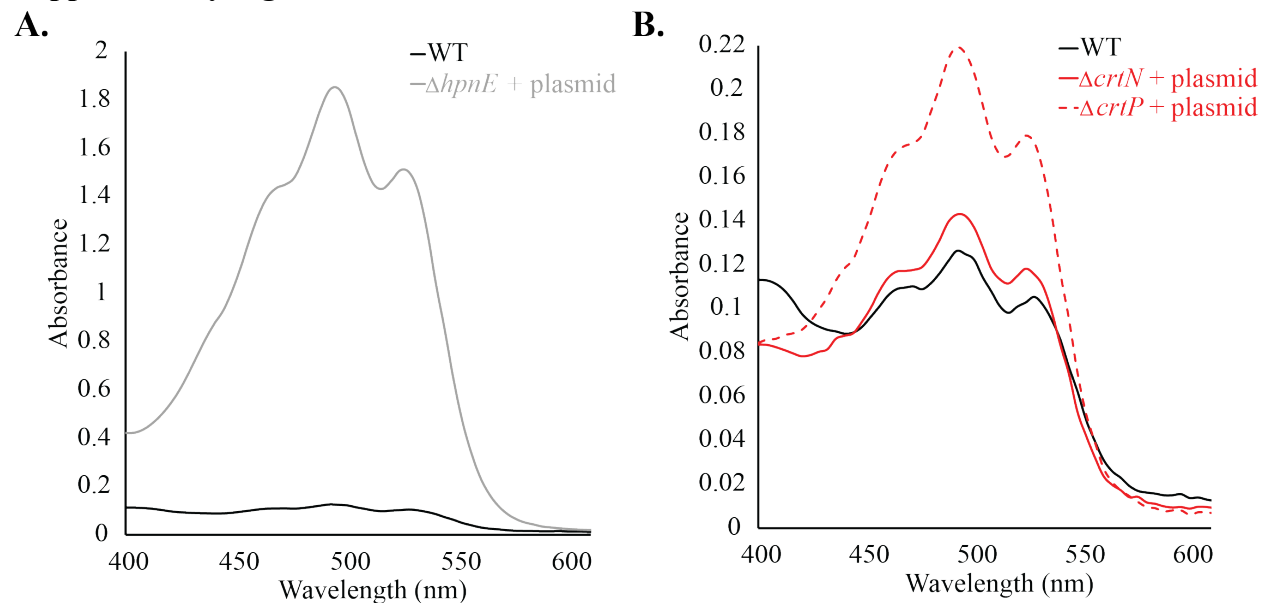 A.
WT
ΔhpnE + plasmid
2
1.8
1.6
1.4
1.2
1
0.8
0.6
0.4
0.2
0
Absorbance
400 450 500 550 600
Wavelength (nm)
B.
WT
ΔcrtN + plasmid
ΔcrtP + plasmid
0.22
0.2
0.18
0.16
0.14
0.12
0.1
0.08
0.06
0.04
0.02
0
Absorbance
400 450 500 550 600
Wavelength (nm)